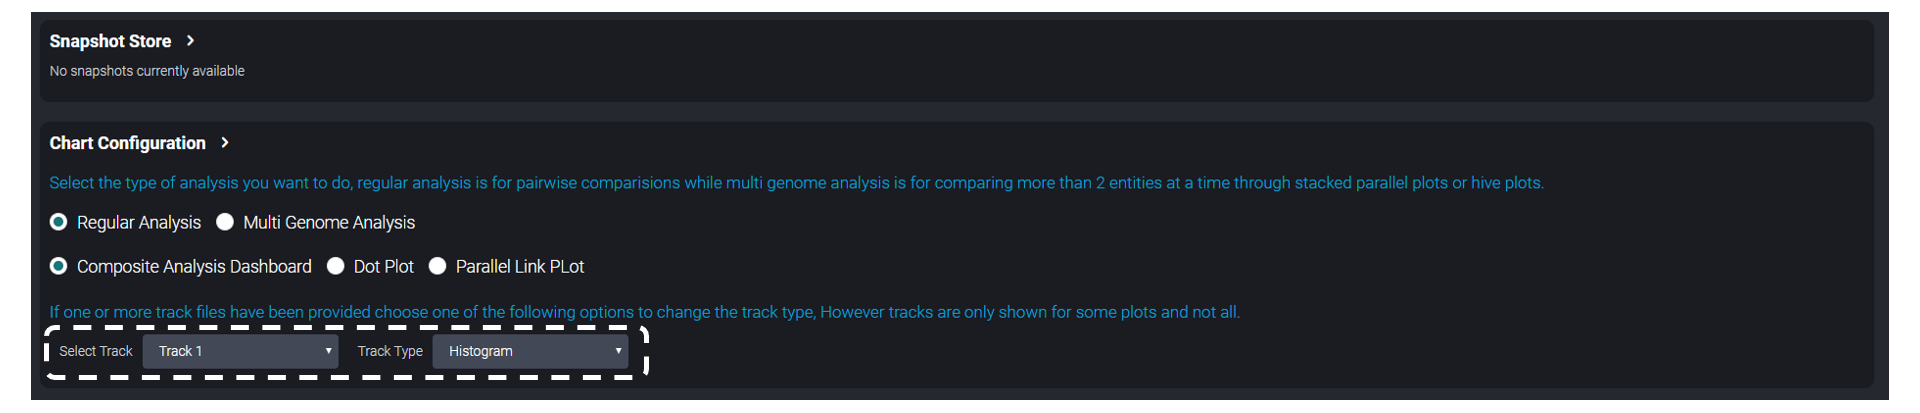 Snapshot Store
No snapshots currently available
Chart Configuration
Select the type of analysis you want to do, regular analysis is for pairwise comparisions while multi genome analysis is for comparing more than 2 entities at a time through stacked parallel plots or hive plots.
Regular Analysis Multi Genome Analysis
Composite Analysis Dashboard Dot Plot Parallel Link PLot
If one or more track files have been provided choose one of the following options to change the track type, However tracks are only shown for some plots and not all.
Select Track Track 1 Track Type Histogram